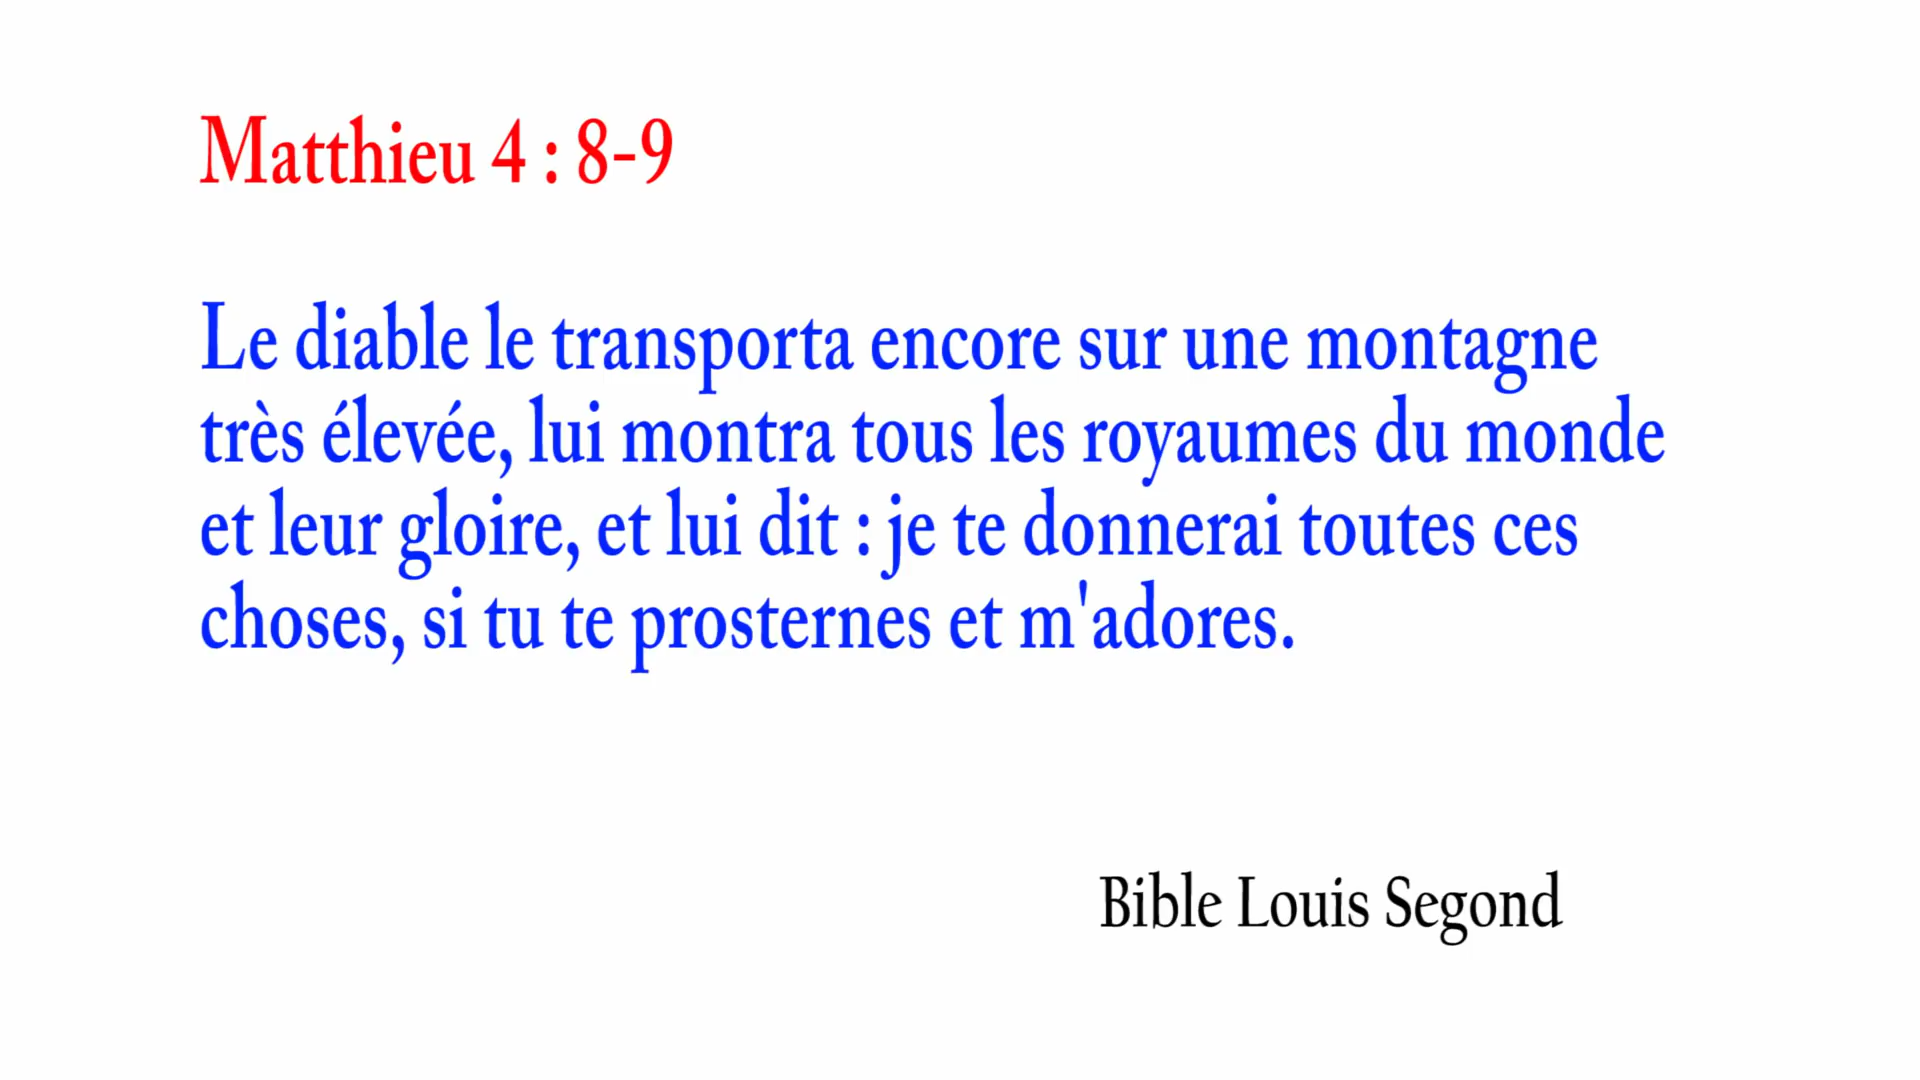 Matthieu 4 : 8-9
Le diable le transporta encore sur une montagne
très élevée, lui montra tous les royaumes du monde
et leur gloire, et lui dit : je te donnerai toutes ces
choses, si tu te prosternes et m'adores.
Bible Louis Segond